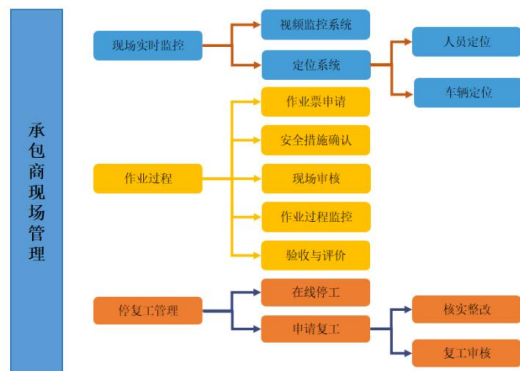 承包商现场管理
现场实时监控
视频监控系统
定位系统
人员定位
车辆定位
作业过程
作业票申请
安全措施确认
现场审核
作业过程监控
验收与评价
停复工管理
在线停工
申请复工
核实整改
复工审核